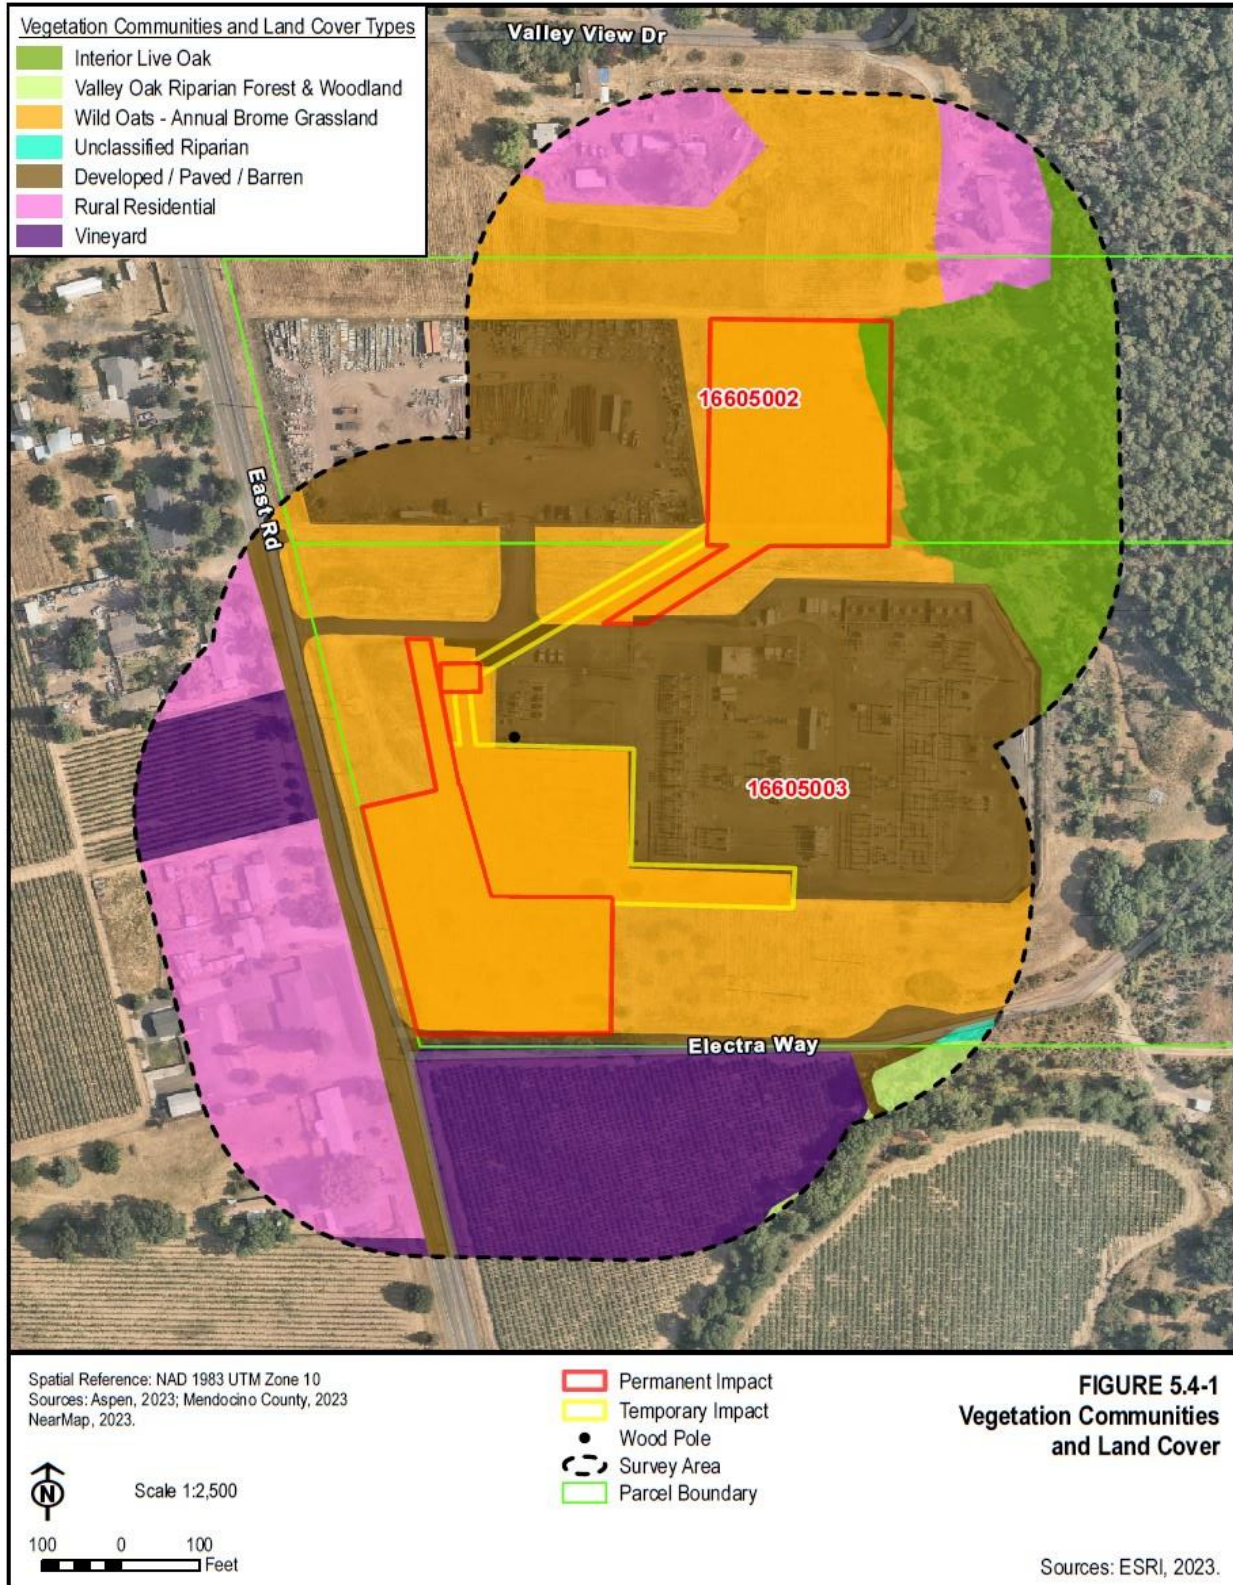 Vegetation Communities and Land Cover Types
Interior Live Oak
Valley Oak Riparian Forest & Woodland
Wild Oats - Annual Brome Grassland
Unclassified Riparian
Developed / Paved / Barren
Rural Residential
Vineyard
Valley View Dr
16605002
East Rd
16605003
Electra Way
Spatial Reference: NAD 1983 UTM Zone 10
Sources: Aspen, 2023; Mendocino County, 2023
NearMap, 2023.
N
Scale 1:2,500
100 0 100
Feet
Permanent Impact
Temporary Impact
Wood Pole
Survey Area
Parcel Boundary
FIGURE 5.4-1
Vegetation Communities
and Land Cover
Sources: ESRI, 2023.